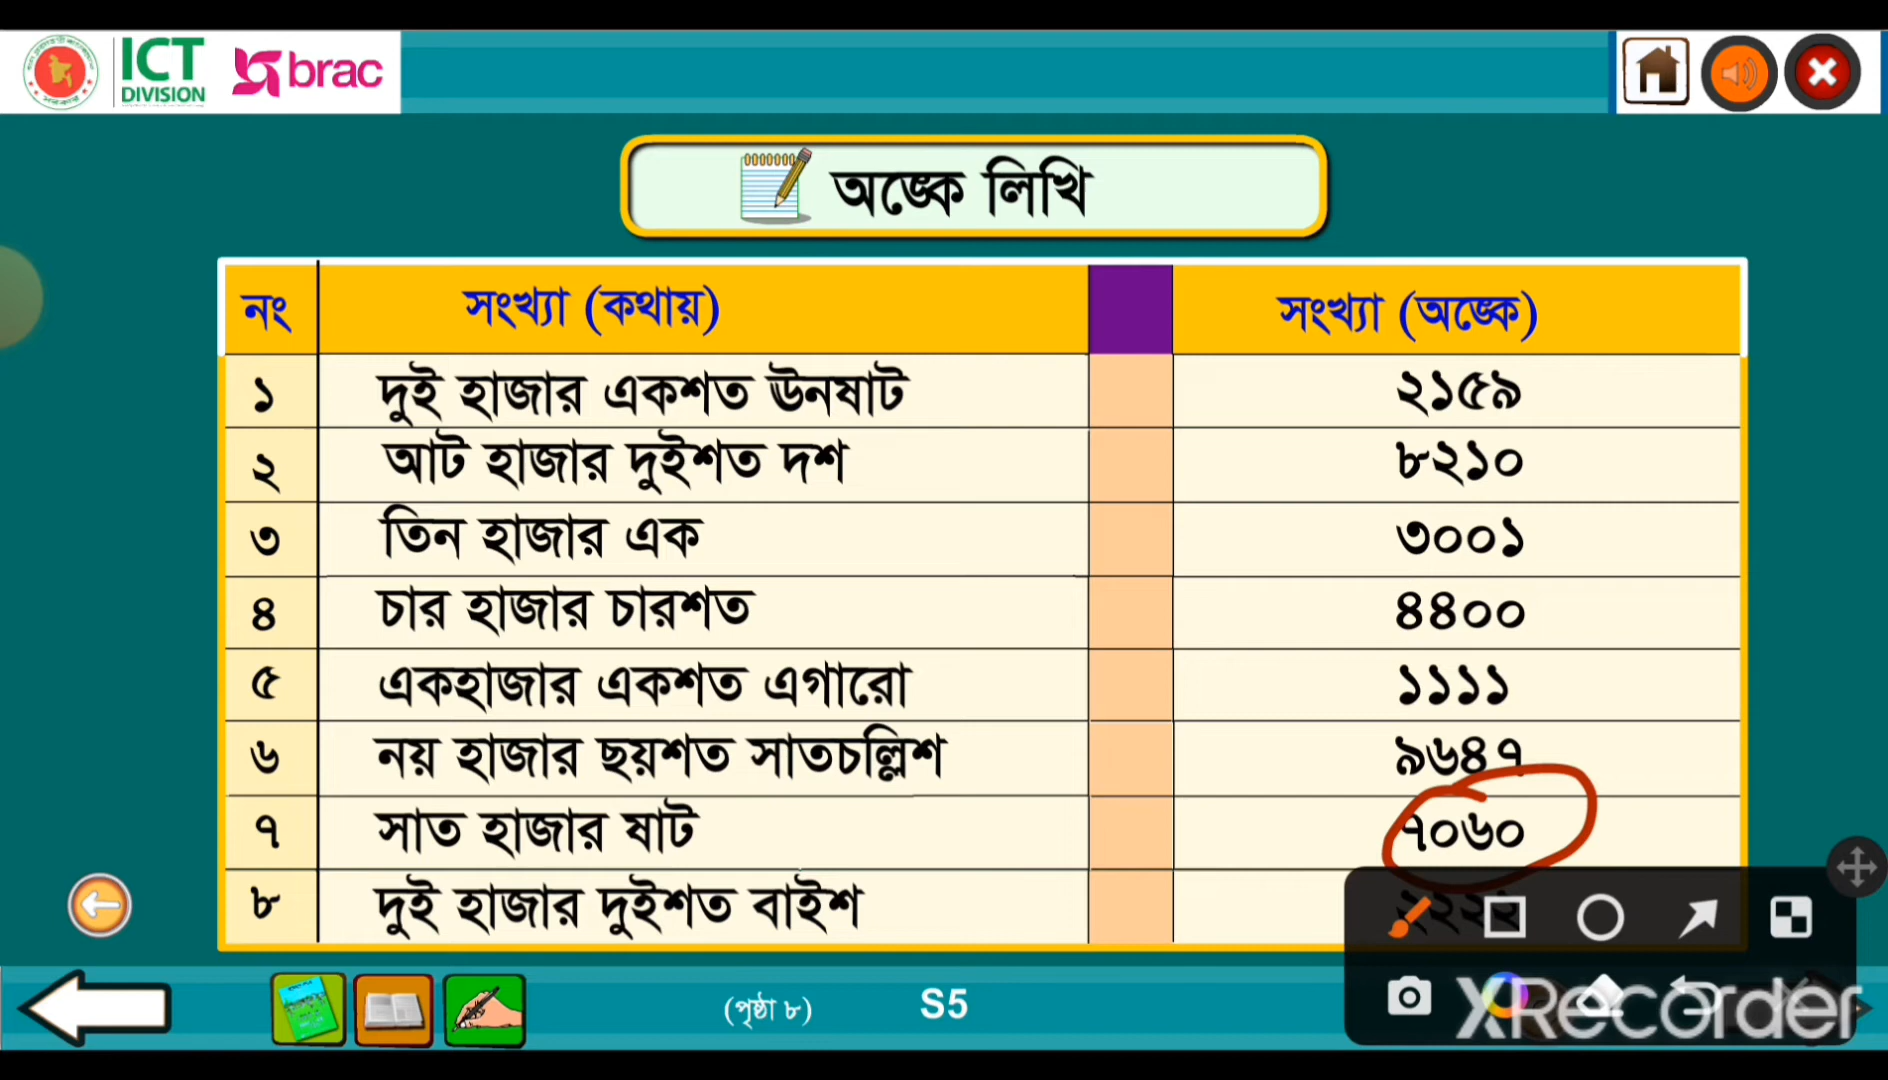 ICT
DIVISION
brac
অঙ্কে লিখি
নং সংখ্যা (কথায়) সংখ্যা (অঙ্কে)
১ দুই হাজার একশত ঊনষাট ২১৫৯
২ আট হাজার দুইশত দশ ৮২১০
৩ তিন হাজার এক ৩০০১
৪ চার হাজার চারশত ৪৪০০
৫ একহাজার একশত এগারো ১১১১
৬ নয় হাজার ছয়শত সাতচল্লিশ ৯৬৪৭
৭ সাত হাজার ষাট ৭০৬০
৮ দুই হাজার দুইশত বাইশ ২২২২
(পৃষ্ঠা ৮) S5
XRecorder